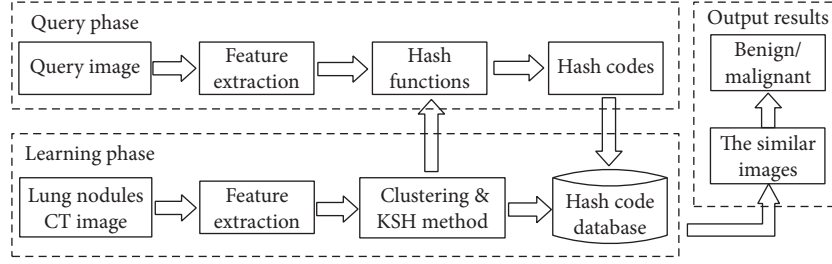 Query phase
Query image
Feature
extraction
Hash
functions
Hash codes
Learning phase
Lung nodules
CT image
Feature
extraction
Clustering &
KSH method
Hash code
database
Output results
Benign/
malignant
The similar
images